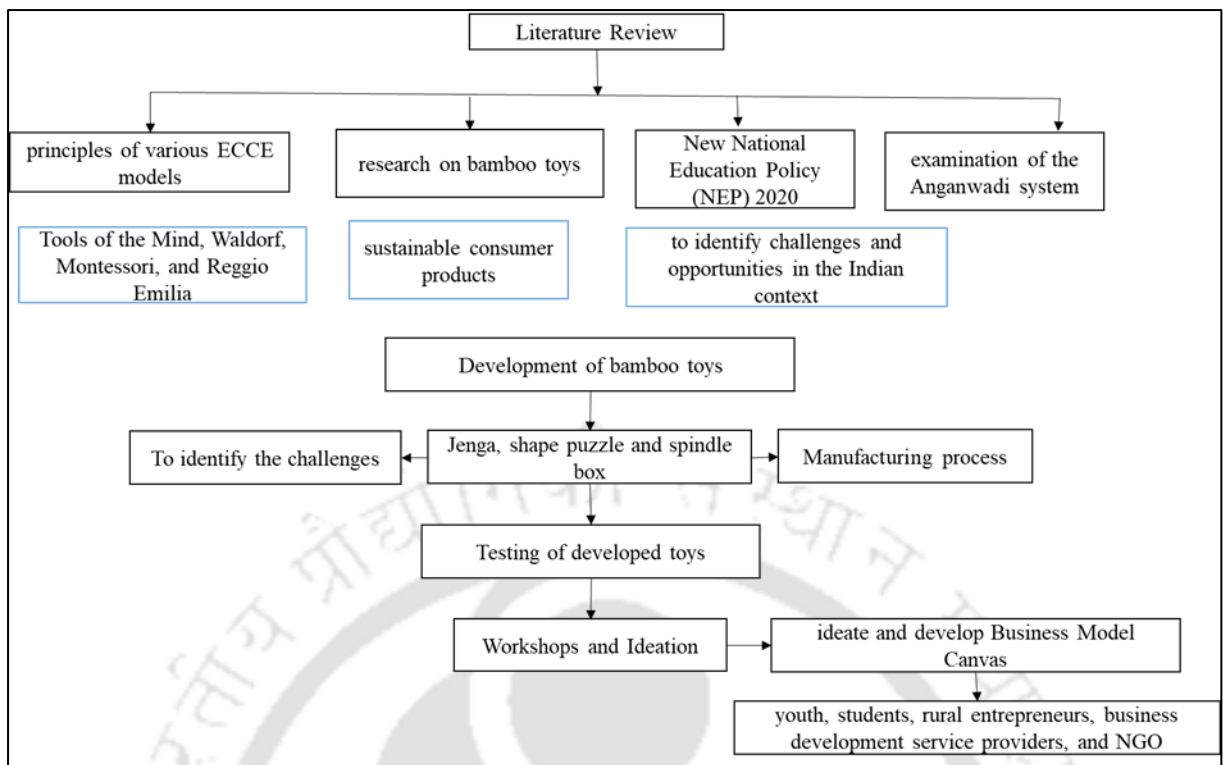 Literature Review
principles of various ECCE
models
research on bamboo toys
New National
Education Policy
(NEP) 2020
examination of the
Anganwadi system
Tools of the Mind, Waldorf,
Montessori, and Reggio
Emilia
sustainable consumer
products
to identify challenges and
opportunities in the Indian
context
Development of bamboo toys
To identify the challenges
Jenga, shape puzzle and spindle
box
Manufacturing process
Testing of developed toys
Workshops and Ideation
ideate and develop Business Model
Canvas
youth, students, rural entrepreneurs, business
development service providers, and NGO